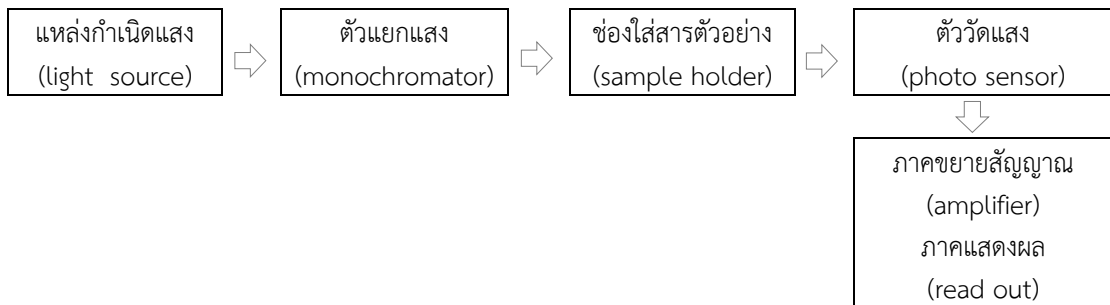 แหล่งกำเนิดแสง
(light source)
ตัวแยกแสง
(monochromator)
ช่องใส่สารตัวอย่าง
(sample holder)
ตัววัดแสง
(photo sensor)
ภาคขยายสัญญาณ
(amplifier)
ภาคแสดงผล
(read out)